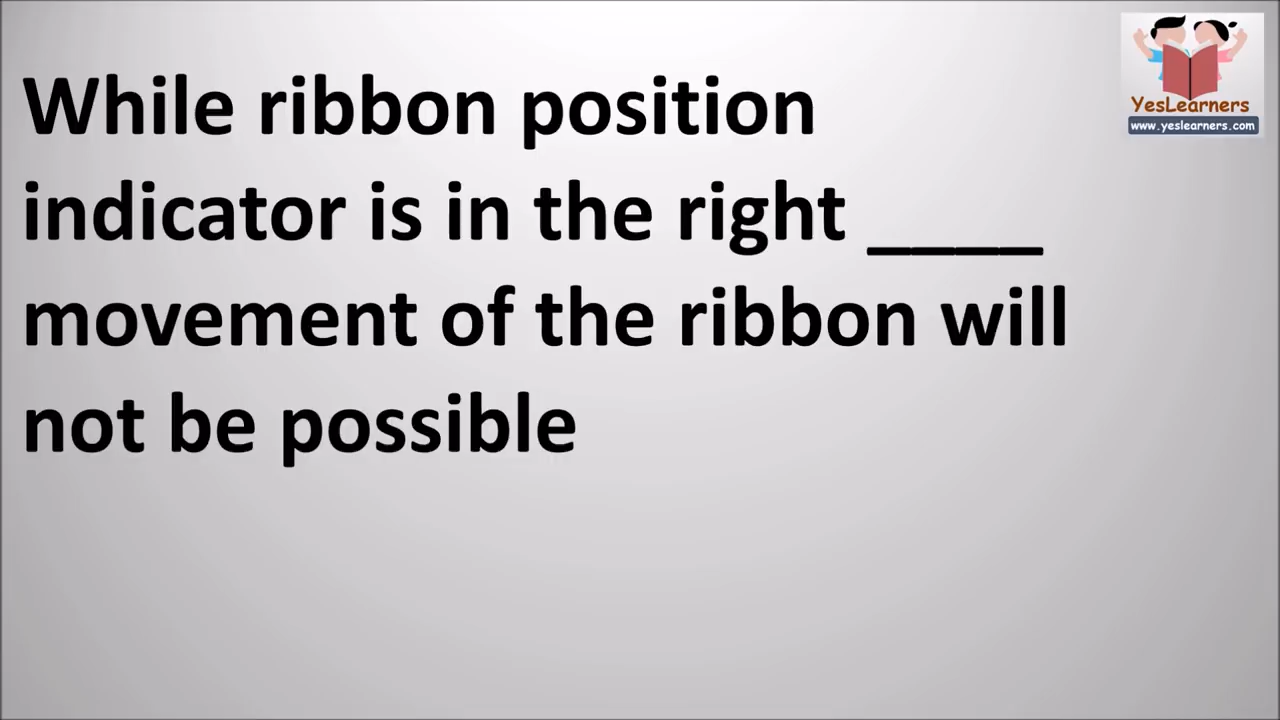 While ribbon position
indicator is in the right ____
movement of the ribbon will
not be possible
YesLearners
www.yeslearners.com